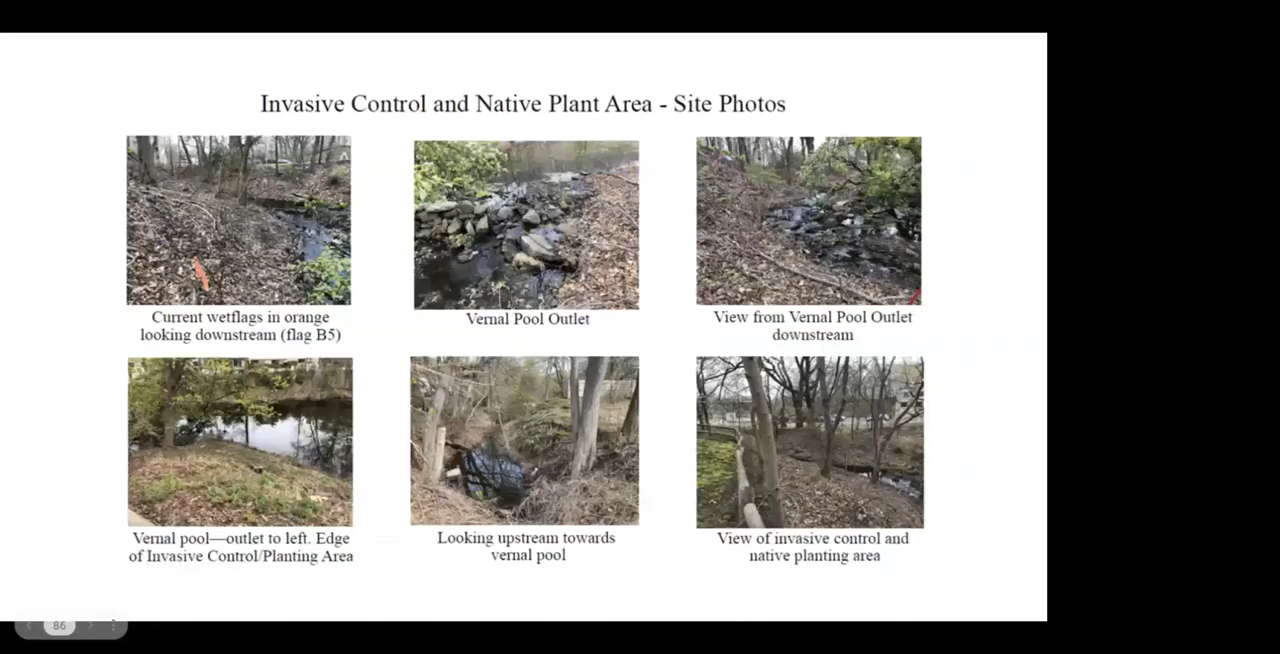 Invasive Control and Native Plant Area - Site Photos
Current wetflags in orange
looking downstream (flag B5)
Vernal Pool Outlet
View from Vernal Pool Outlet
downstream
Vernal pool—outlet to left. Edge
of Invasive Control/Planting Area
Looking upstream towards
vernal pool
View of invasive control and
native planting area
86